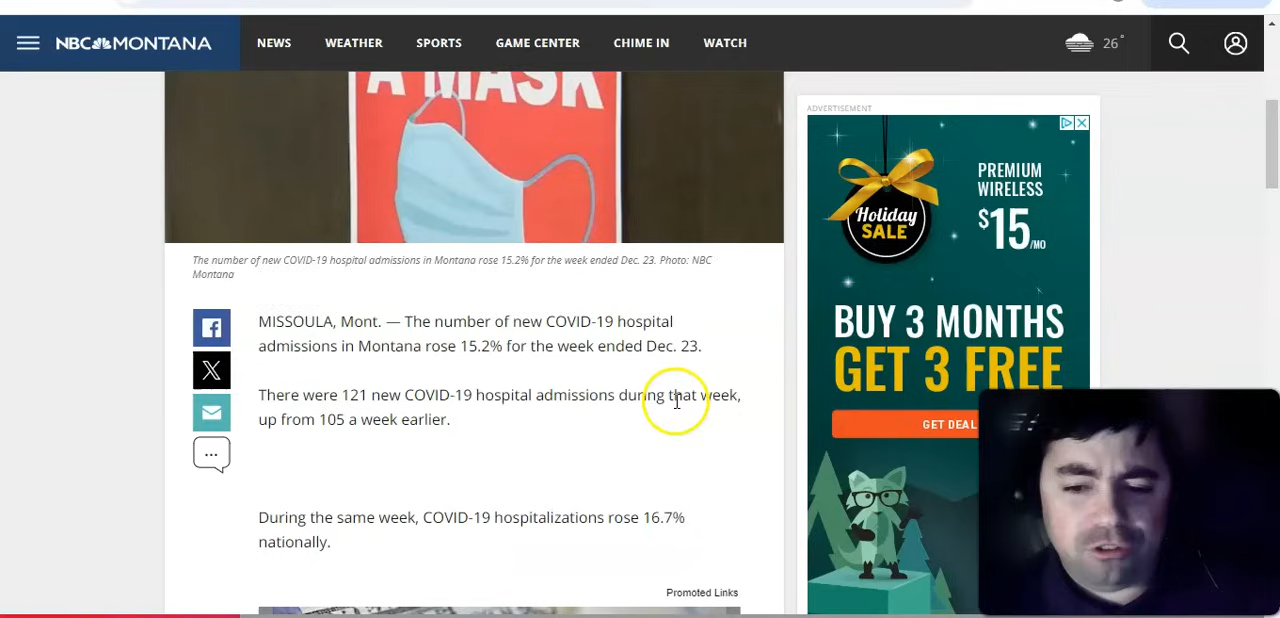 NBC MONTANA
NEWS
WEATHER
SPORTS
GAME CENTER
CHIME IN
WATCH
26°
A MASK
The number of new COVID-19 hospital admissions in Montana rose 15.2% for the week ended Dec. 23. Photo: NBC
Montana
MISSOULA, Mont. — The number of new COVID-19 hospital
admissions in Montana rose 15.2% for the week ended Dec. 23.
There were 121 new COVID-19 hospital admissions during that week,
up from 105 a week earlier.
During the same week, COVID-19 hospitalizations rose 16.7%
nationally.
Promoted Links
ADVERTISEMENT
Holiday
SALE
PREMIUM
WIRELESS
$15/MO
BUY 3 MONTHS
GET 3 FREE
GET DEAL